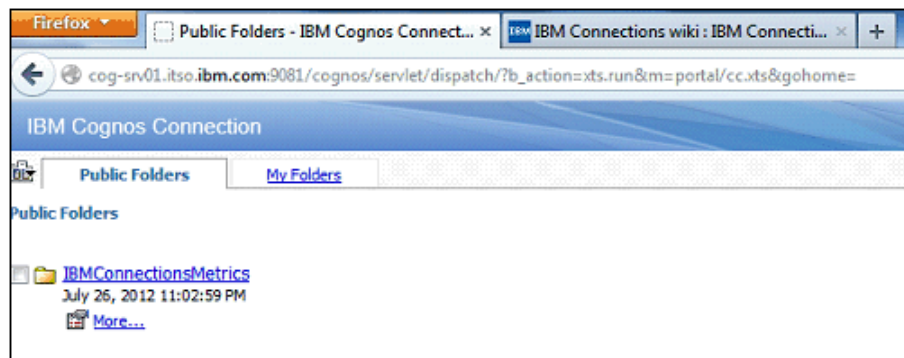 Firefox
Public Folders - IBM Cognos Connect... × IBM IBM Connections wiki : IBM Connecti... × +
cog-srv01.itso.ibm.com:9081/cognos/servlet/dispatch/?b_action=xts.run&m=portal/cc.xts&gohome=
IBM Cognos Connection
Public Folders My Folders
Public Folders
IBMConnectionsMetrics
July 26, 2012 11:02:59 PM
More...